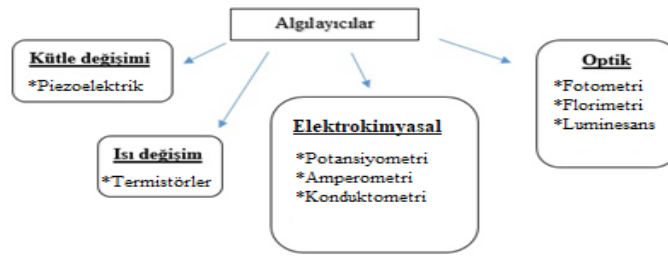 Algılayıcılar
Kütle değişimi
*Piezoelektrik
Isı değişim
*Termistörler
Elektrokimyasal
*Potansiyometri
*Amperometri
*Konduktometri
Optik
*Fotometri
*Florimetri
*Luminesans